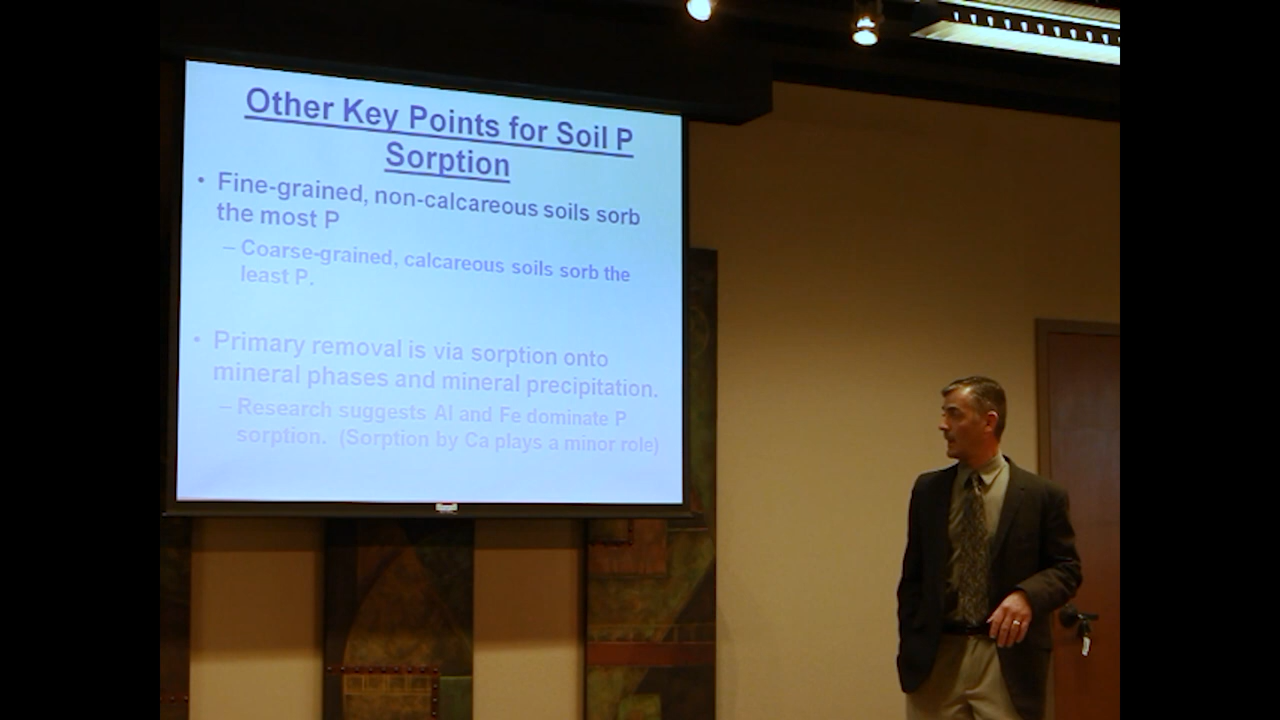 Other Key Points for Soil P
Sorption
• Fine-grained, non-calcareous soils sorb
the most P
– Coarse-grained, calcareous soils sorb the
least P.
• Primary removal is via sorption onto
mineral phases and mineral precipitation.
– Research suggests Al and Fe dominate P
sorption. (Sorption by Ca plays a minor role)